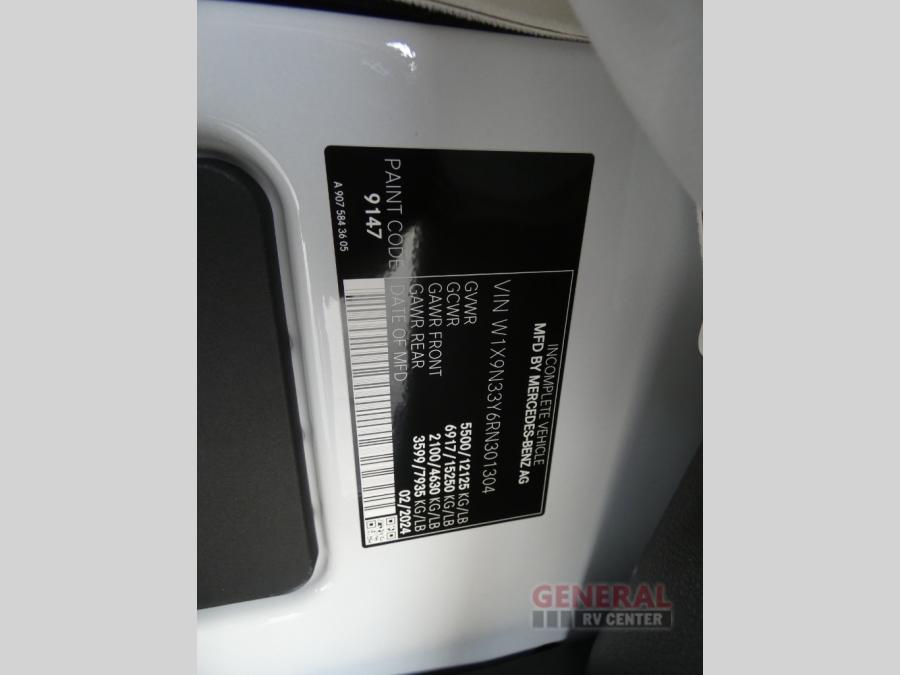 INCOMPLETE VEHICLE
MFD BY MERCEDES-BENZ AG
VIN W1X9N33Y6RN301304
GVWR 5500/12125 KG/LB
GCWR 6917/15250 KG/LB
GAWR FRONT 2100/4630 KG/LB
GAWR REAR 3599/7935 KG/LB
DATE OF MFD 02/2024
PAINT CODE
9147
A 907 584 36 05
GENERAL
RV CENTER